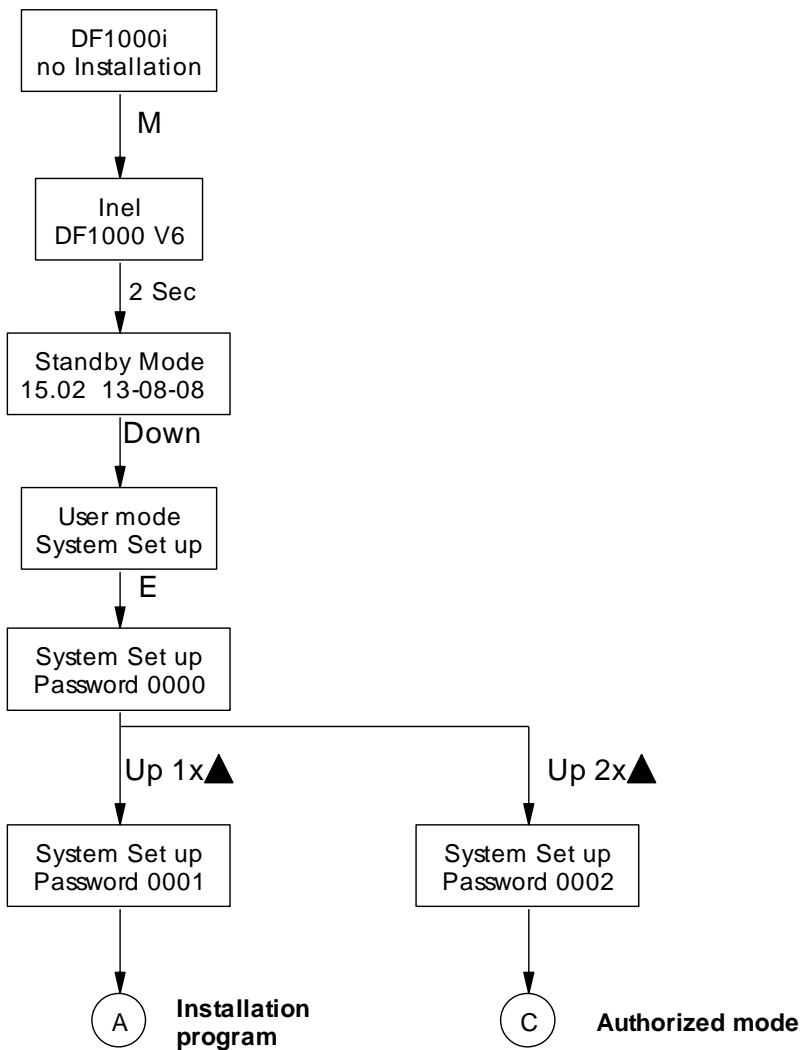 DF1000i
no Installation
M
Inel
DF1000 V6
2 Sec
Standby Mode
15.02 13-08-08
Down
User mode
System Set up
E
System Set up
Password 0000
Up 1x▲
Up 2x▲
System Set up
Password 0001
System Set up
Password 0002
A
Installation
program
C
Authorized mode